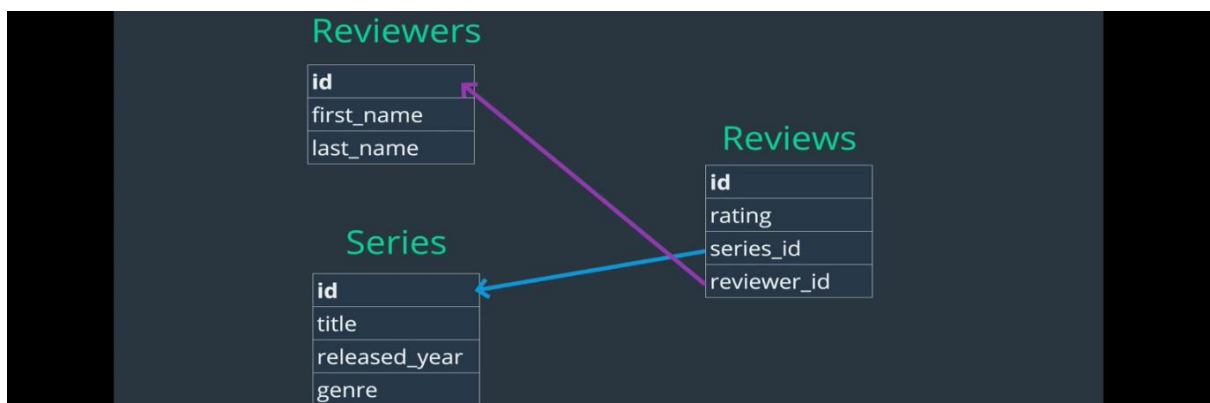 Reviewers
id
first_name
last_name
Reviews
id
rating
series_id
reviewer_id
Series
id
title
released_year
genre